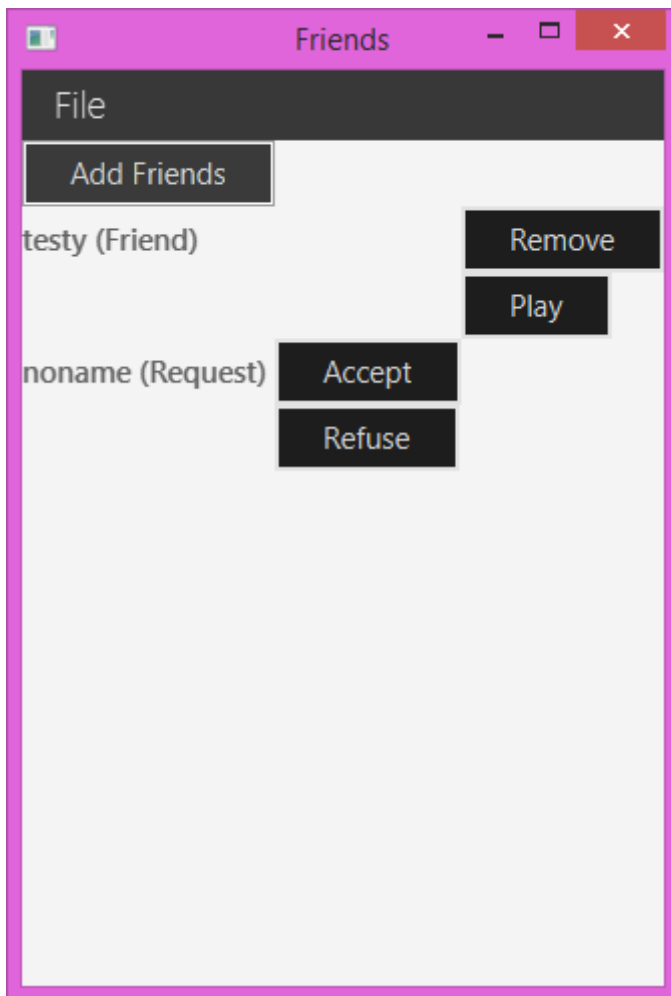 Friends
File
Add Friends
testy (Friend) Remove
Play
noname (Request) Accept
Refuse